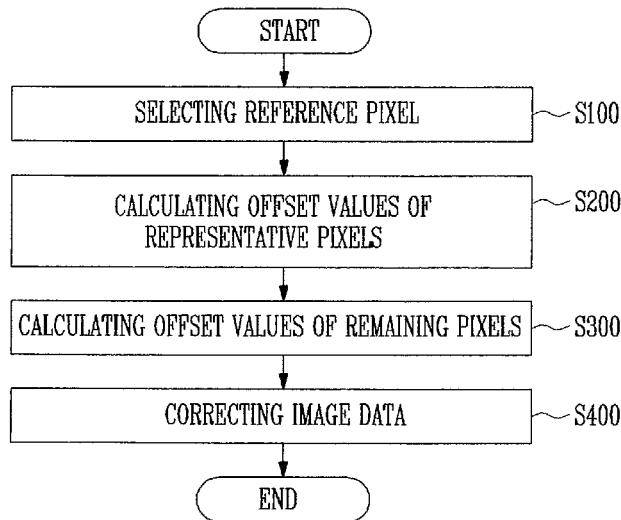 START
SELECTING REFERENCE PIXEL
S100
CALCULATING OFFSET VALUES OF
REPRESENTATIVE PIXELS
S200
CALCULATING OFFSET VALUES OF REMAINING PIXELS
S300
CORRECTING IMAGE DATA
S400
END